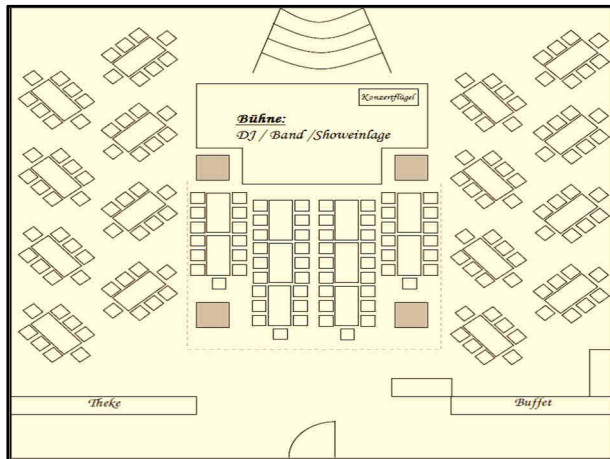 Konzertflügel
Bühne:
DJ / Band /Showeinlage
Theke
Buffet